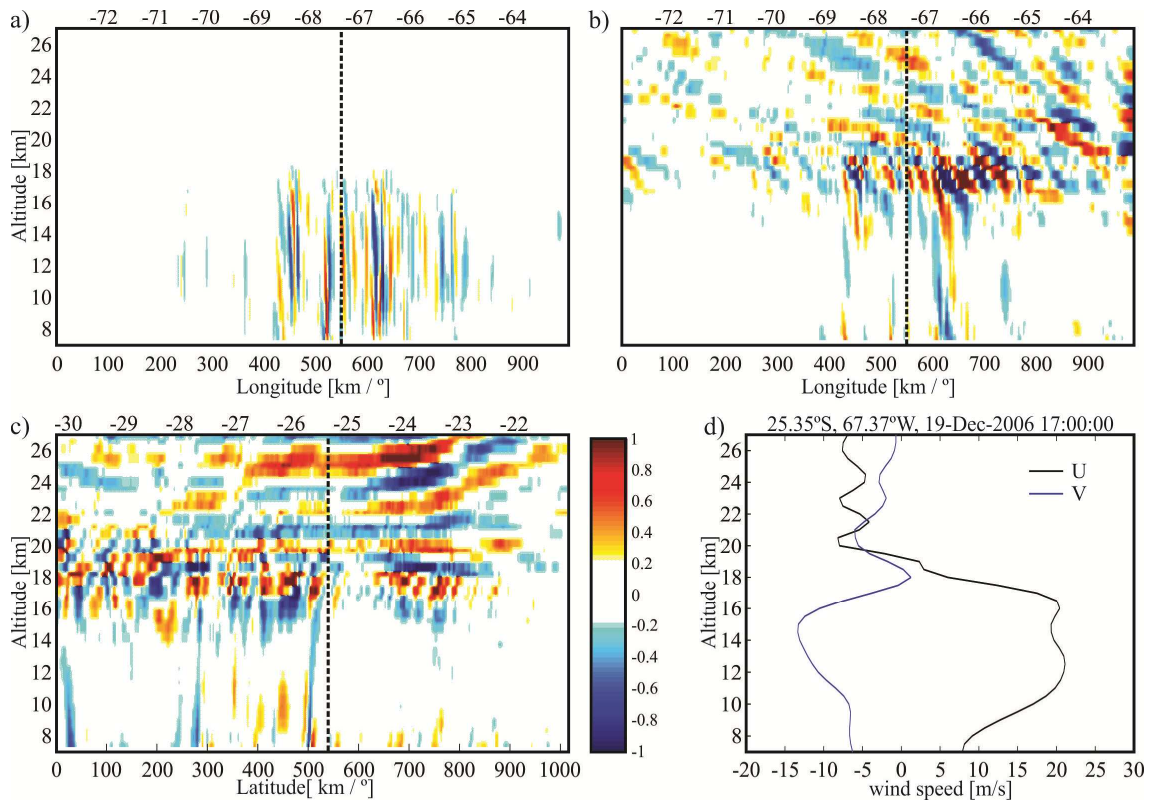 a) -72 -71 -70 -69 -68 -67 -66 -65 -64
26
24
22
20
18
16
14
12
10
8
Altitude [km]
0 100 200 300 400 500 600 700 800 900
Longitude [km / º]
b) -72 -71 -70 -69 -68 -67 -66 -65 -64
0 100 200 300 400 500 600 700 800 900
Longitude [km / º]
c) -30 -29 -28 -27 -26 -25 -24 -23 -22
26
24
22
20
18
16
14
12
10
8
Altitude [km]
0 100 200 300 400 500 600 700 800 900 1000
Latitude[ km / º]
1
0.8
0.6
0.4
0.2
0
-0.2
-0.4
-0.6
-0.8
-1
d) 25.35ºS, 67.37ºW, 19-Dec-2006 17:00:00
U
V
26
24
22
20
18
16
14
12
10
8
Altitude [km]
-20 -15 -10 -5 0 5 10 15 20 25 30
wind speed [m/s]